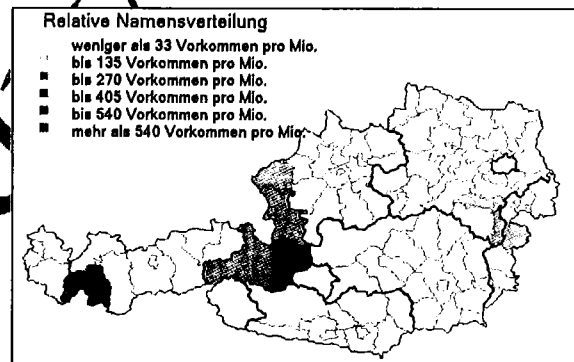 Relative Namensverteilung
weniger als 33 Vorkommen pro Mio.
bis 135 Vorkommen pro Mio.
bis 270 Vorkommen pro Mio.
bis 405 Vorkommen pro Mio.
bis 540 Vorkommen pro Mio.
mehr als 540 Vorkommen pro Mio.